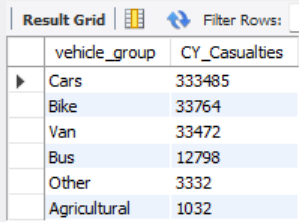 Result Grid Filter Rows:
vehicle_group CY_Casualties
Cars 333485
Bike 33764
Van 33472
Bus 12798
Other 3332
Agricultural 1032